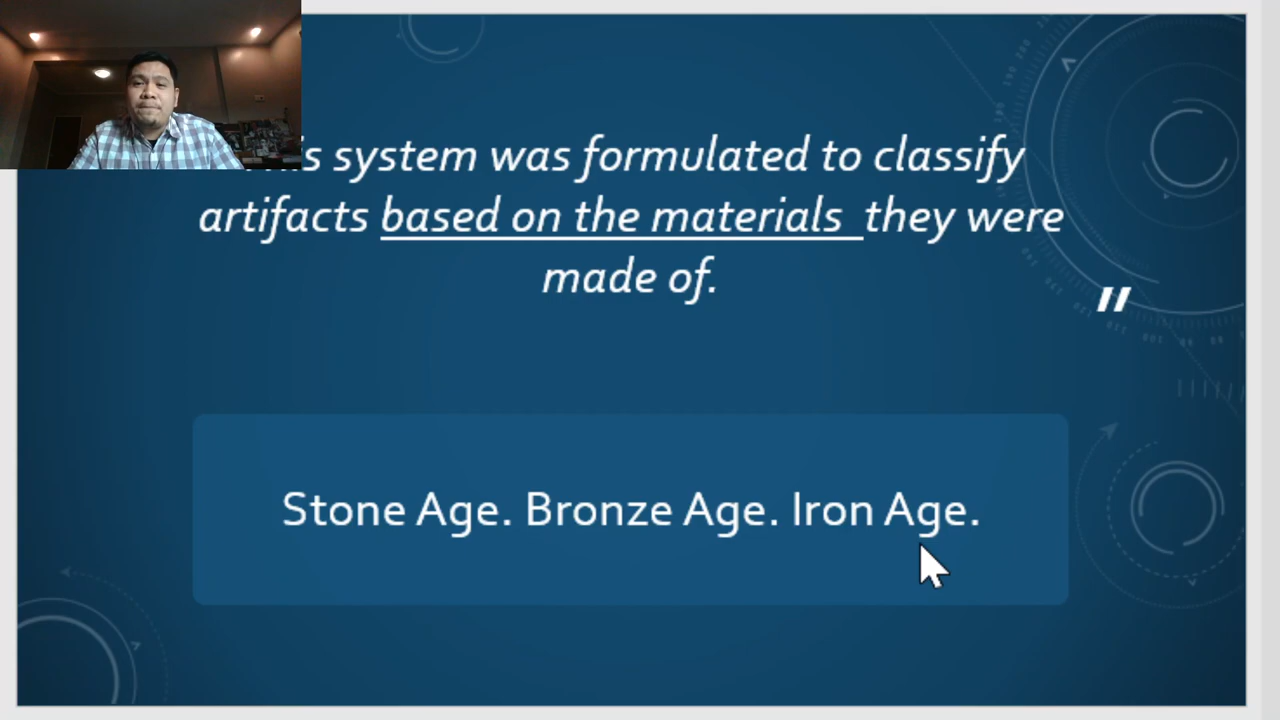 system was formulated to classify
artifacts based on the materials they were
made of.
"
Stone Age. Bronze Age. Iron Age.